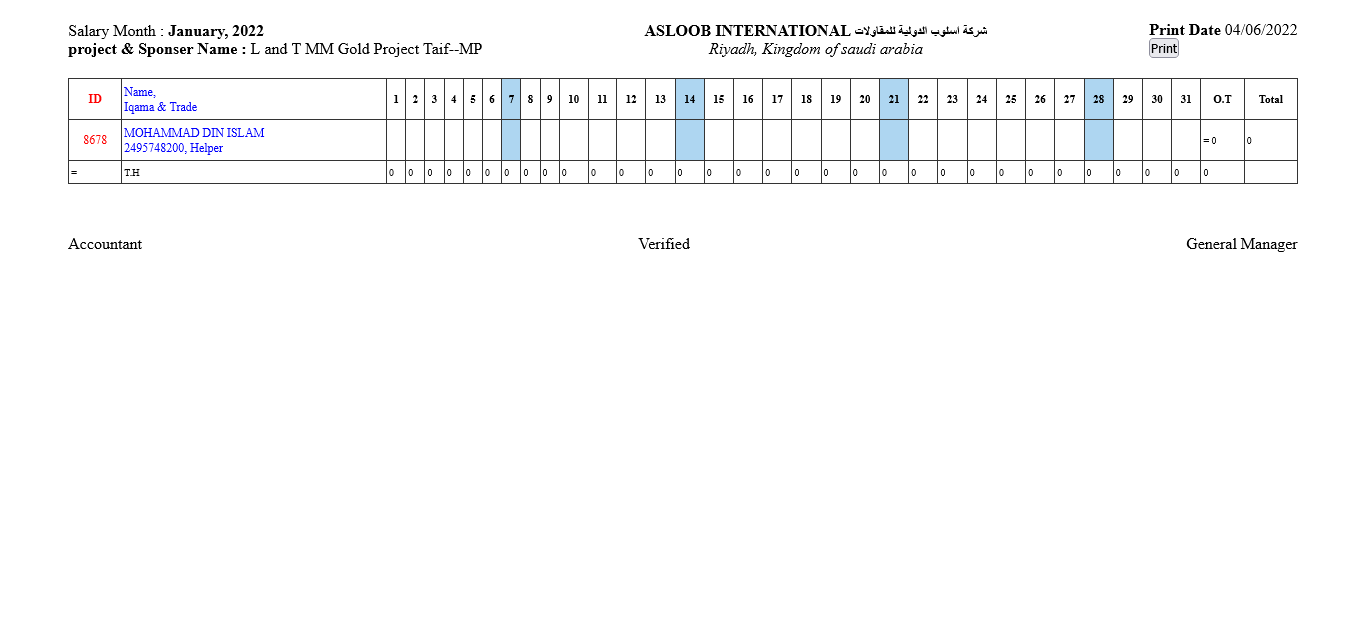 Salary Month : January, 2022
project & Sponser Name : L and T MM Gold Project Taif--MP
ASLOOB INTERNATIONAL شركة اسلوب الدولية للمقاولات
Riyadh, Kingdom of saudi arabia
Print Date 04/06/2022
Print
ID Name, Iqama & Trade 1 2 3 4 5 6 7 8 9 10 11 12 13 14 15 16 17 18 19 20 21 22 23 24 25 26 27 28 29 30 31 O.T Total
8678 MOHAMMAD DIN ISLAM
2495748200, Helper = 0 0
= T.H 0 0 0 0 0 0 0 0 0 0 0 0 0 0 0 0 0 0 0 0 0 0 0 0 0 0 0 0 0 0 0 0
Accountant Verified General Manager